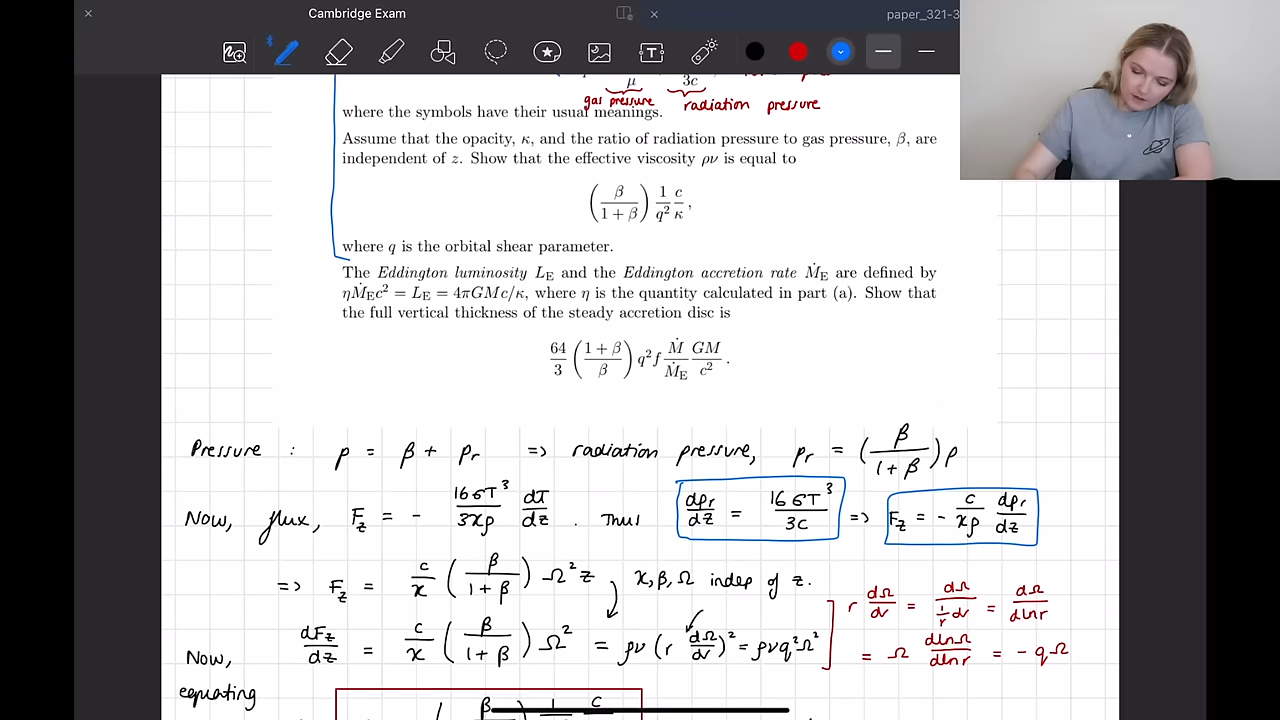 Cambridge Exam
paper_321-3
μ 3c
gas pressure radiation pressure
where the symbols have their usual meanings.
Assume that the opacity, κ, and the ratio of radiation pressure to gas pressure, β, are
independent of z. Show that the effective viscosity ρν is equal to
(β/(1 + β)) 1/q² c/κ,
where q is the orbital shear parameter.
The Eddington luminosity L_E and the Eddington accretion rate Ṁ_E are defined by
ηṀ_E c² = L_E = 4πGMc/κ, where η is the quantity calculated in part (a). Show that
the full vertical thickness of the steady accretion disc is
64/3 ((1 + β)/β) q² f Ṁ/Ṁ_E GM/c².
Pressure : p = β + p_r => radiation pressure, p_r = (β/(1+β)) p
Now, flux, F_z = - 16σT³/3κρ dT/dz . Thus dp_r/dz = 16σT³/3c => F_z = - c/κρ dp_r/dz
=> F_z = c/κ (β/(1+β)) Ω² z κ, β, Ω indep of z.
dF_z/dz = c/κ (β/(1+β)) Ω² = ρν (r dΩ/dr)² = ρν q² Ω²
r dΩ/dr = dΩ/(1/r dr) = dΩ/dlnr
= Ω dlnΩ/dlnr = - qΩ
Now,
equating
β 1 c